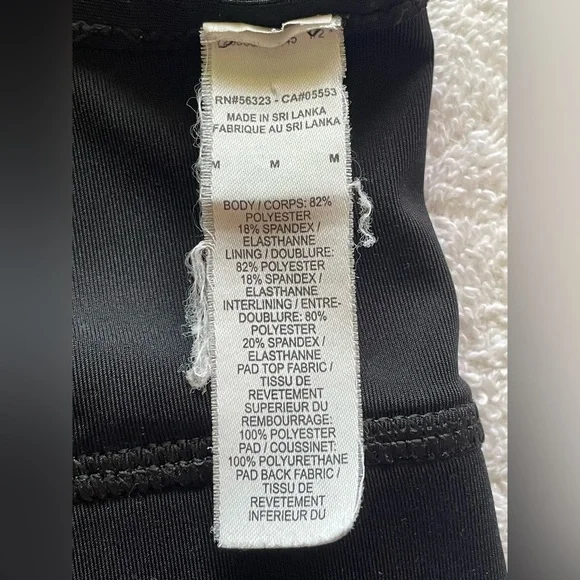 RN#56323 - CA#05553
MADE IN SRI LANKA
FABRIQUE AU SRI LANKA
M M M
BODY / CORPS: 82%
POLYESTER
18% SPANDEX /
ELASTHANNE
LINING / DOUBLURE:
82% POLYESTER
18% SPANDEX /
ELASTHANNE
INTERLINING / ENTRE-
DOUBLURE: 80%
POLYESTER
20% SPANDEX /
ELASTHANNE
PAD TOP FABRIC /
TISSU DE
REVETEMENT
SUPERIEUR DU
REMBOURRAGE:
100% POLYESTER
PAD / COUSSINET:
100% POLYURETHANE
PAD BACK FABRIC /
TISSU DE
REVETEMENT
INFERIEUR DU